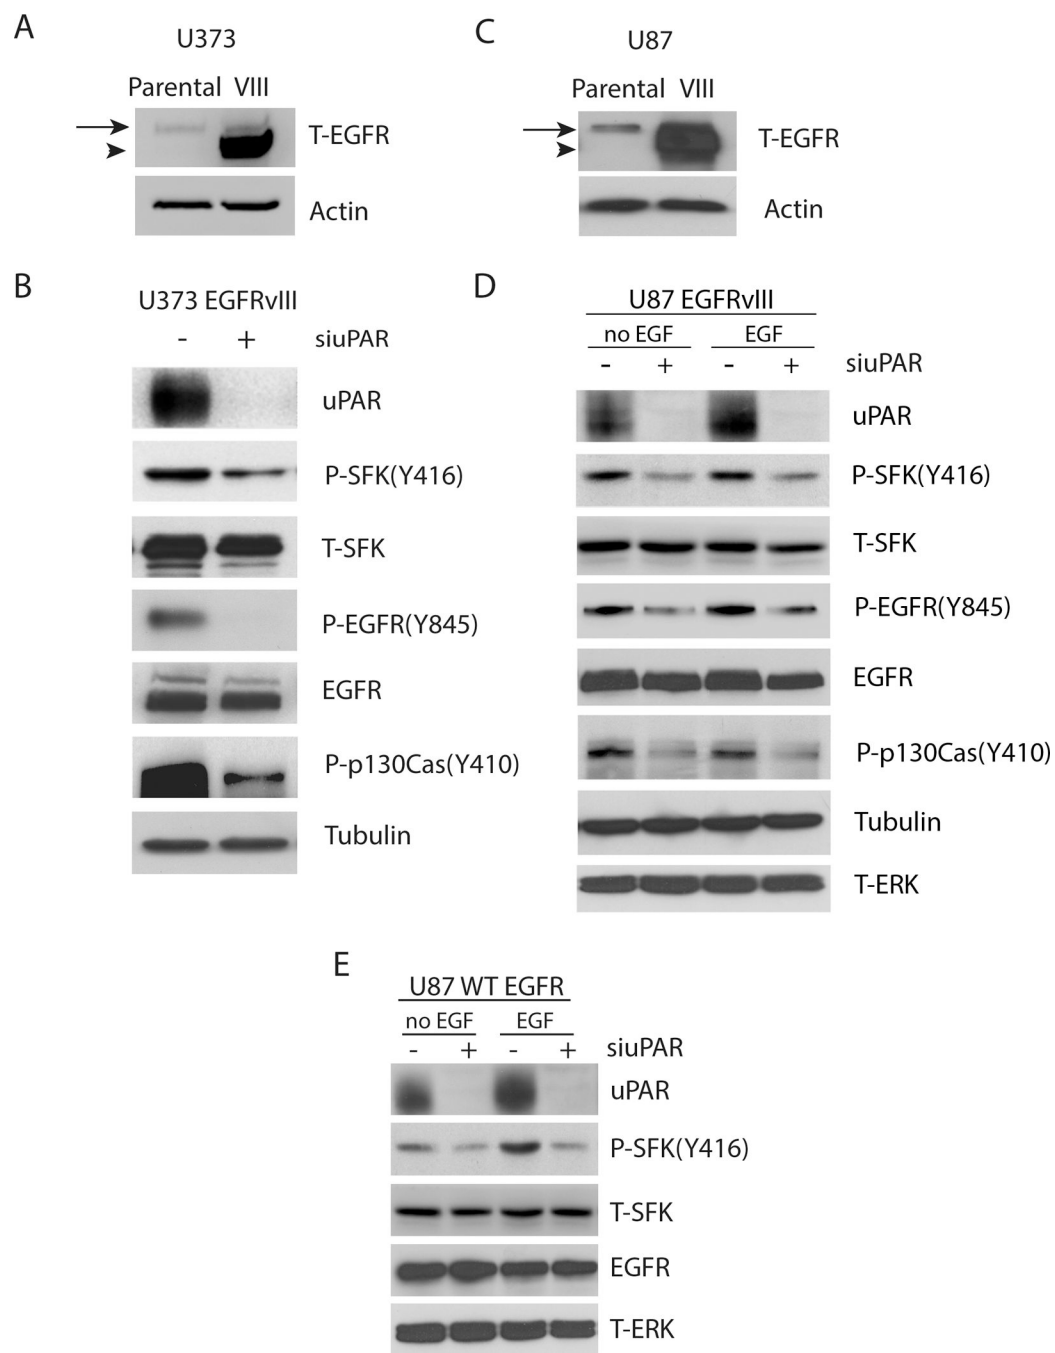 A
U373
Parental VIII
T-EGFR
Actin
C
U87
Parental VIII
T-EGFR
Actin
B
U373 EGFRvIII
- + siuPAR
uPAR
P-SFK(Y416)
T-SFK
P-EGFR(Y845)
EGFR
P-p130Cas(Y410)
Tubulin
D
U87 EGFRvIII
no EGF EGF
- + - + siuPAR
uPAR
P-SFK(Y416)
T-SFK
P-EGFR(Y845)
EGFR
P-p130Cas(Y410)
Tubulin
T-ERK
E
U87 WT EGFR
no EGF EGF
- + - + siuPAR
uPAR
P-SFK(Y416)
T-SFK
EGFR
T-ERK